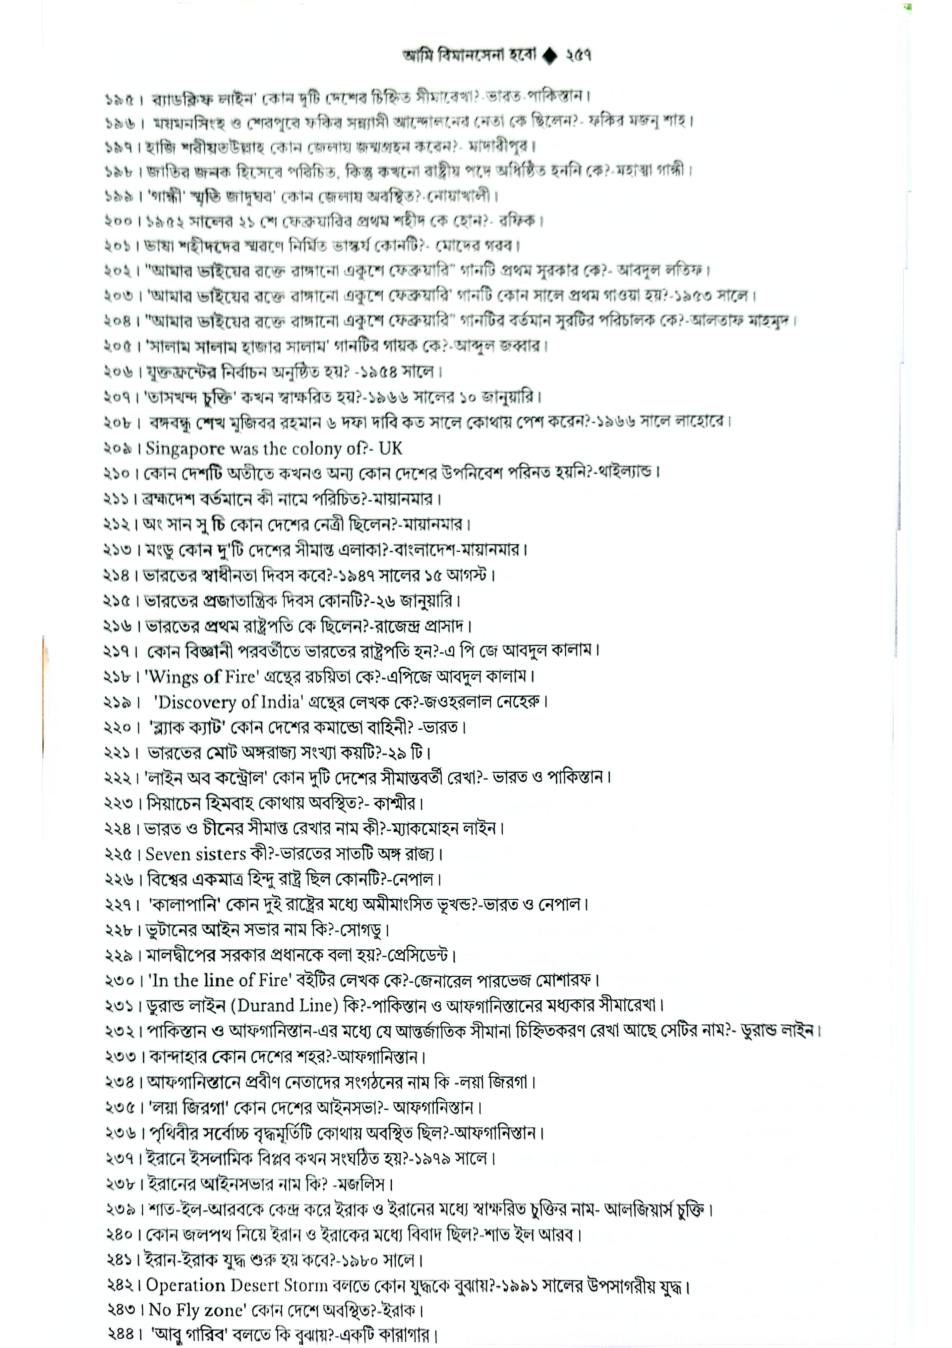 আমি বিমানসেনা হবো ◆ ২৫৭
১৯৫। র‍্যাডক্লিফ লাইন' কোন দুটি দেশের চিহ্নিত সীমারেখা?-ভারত-পাকিস্তান।
১৯৬। ময়মনসিংহ ও শেরপুরে ফকির সন্ন্যাসী আন্দোলনের নেতা কে ছিলেন?- ফকির মজনু শাহ।
১৯৭। হাজি শরীয়তউল্লাহ কোন জেলায় জন্মগ্রহন করেন?- মাদারীপুর।
১৯৮। জাতির জনক হিসেবে পরিচিত, কিন্তু কখনো রাষ্ট্রীয় পদে অধিষ্ঠিত হননি কে?-মহাত্মা গান্ধী।
১৯৯। 'গান্ধী' স্মৃতি জাদুঘর' কোন জেলায় অবস্থিত?-নোয়াখালী।
২০০। ১৯৫২ সালের ২১ শে ফেব্রুয়ারির প্রথম শহীদ কে হোন?- রফিক।
২০১। ভাষা শহীদদের স্মরণে নির্মিত ভাস্কর্য কোনটি?- মোদের গরব।
২০২। "আমার ভাইয়ের রক্তে রাঙ্গানো একুশে ফেব্রুয়ারি" গানটি প্রথম সুরকার কে?- আবদুল লতিফ।
২০৩। 'আমার ভাইয়ের রক্তে রাঙ্গানো একুশে ফেব্রুয়ারি' গানটি কোন সালে প্রথম গাওয়া হয়?-১৯৫৩ সালে।
২০৪। "আমার ভাইয়ের রক্তে রাঙ্গানো একুশে ফেব্রুয়ারি" গানটির বর্তমান সুরটির পরিচালক কে?-আলতাফ মাহমুদ।
২০৫। 'সালাম সালাম হাজার সালাম' গানটির গায়ক কে?-আব্দুল জব্বার।
২০৬। যুক্তফ্রন্টের নির্বাচন অনুষ্ঠিত হয়? -১৯৫৪ সালে।
২০৭। 'তাসখন্দ চুক্তি' কখন স্বাক্ষরিত হয়?-১৯৬৬ সালের ১০ জানুয়ারি।
২০৮। বঙ্গবন্ধু শেখ মুজিবর রহমান ৬ দফা দাবি কত সালে কোথায় পেশ করেন?-১৯৬৬ সালে লাহোরে।
২০৯। Singapore was the colony of?- UK
২১০। কোন দেশটি অতীতে কখনও অন্য কোন দেশের উপনিবেশ পরিনত হয়নি?-থাইল্যান্ড।
২১১। ব্রহ্মদেশ বর্তমানে কী নামে পরিচিত?-মায়ানমার।
২১২। অং সান সু চি কোন দেশের নেত্রী ছিলেন?-মায়ানমার।
২১৩। মংডু কোন দু'টি দেশের সীমান্ত এলাকা?-বাংলাদেশ-মায়ানমার।
২১৪। ভারতের স্বাধীনতা দিবস কবে?-১৯৪৭ সালের ১৫ আগস্ট।
২১৫। ভারতের প্রজাতান্ত্রিক দিবস কোনটি?-২৬ জানুয়ারি।
২১৬। ভারতের প্রথম রাষ্ট্রপতি কে ছিলেন?-রাজেন্দ্র প্রাসাদ।
২১৭। কোন বিজ্ঞানী পরবর্তীতে ভারতের রাষ্ট্রপতি হন?-এ পি জে আবদুল কালাম।
২১৮। 'Wings of Fire' গ্রন্থের রচয়িতা কে?-এপিজে আবদুল কালাম।
২১৯। 'Discovery of India' গ্রন্থের লেখক কে?-জওহরলাল নেহেরু।
২২০। 'ব্ল্যাক ক্যাট' কোন দেশের কমান্ডো বাহিনী? -ভারত।
২২১। ভারতের মোট অঙ্গরাজ্য সংখ্যা কয়টি?-২৯ টি।
২২২। 'লাইন অব কন্ট্রোল' কোন দুটি দেশের সীমান্তবর্তী রেখা?- ভারত ও পাকিস্তান।
২২৩। সিয়াচেন হিমবাহ কোথায় অবস্থিত?- কাশ্মীর।
২২৪। ভারত ও চীনের সীমান্ত রেখার নাম কী?-ম্যাকমোহন লাইন।
২২৫। Seven sisters কী?-ভারতের সাতটি অঙ্গ রাজ্য।
২২৬। বিশ্বের একমাত্র হিন্দু রাষ্ট্র ছিল কোনটি?-নেপাল।
২২৭। 'কালাপানি' কোন দুই রাষ্ট্রের মধ্যে অমীমাংসিত ভূখন্ড?-ভারত ও নেপাল।
২২৮। ভুটানের আইন সভার নাম কি?-সোগডু।
২২৯। মালদ্বীপের সরকার প্রধানকে বলা হয়?-প্রেসিডেন্ট।
২৩০। 'In the line of Fire' বইটির লেখক কে?-জেনারেল পারভেজ মোশারফ।
২৩১। ডুরান্ড লাইন (Durand Line) কি?-পাকিস্তান ও আফগানিস্তানের মধ্যকার সীমারেখা।
২৩২। পাকিস্তান ও আফগানিস্তান-এর মধ্যে যে আন্তর্জাতিক সীমানা চিহ্নিতকরণ রেখা আছে সেটির নাম?- ডুরান্ড লাইন।
২৩৩। কান্দাহার কোন দেশের শহর?-আফগানিস্তান।
২৩৪। আফগানিস্তানে প্রবীণ নেতাদের সংগঠনের নাম কি -লয়া জিরগা।
২৩৫। 'লয়া জিরগা' কোন দেশের আইনসভা?- আফগানিস্তান।
২৩৬। পৃথিবীর সর্বোচ্চ বৃদ্ধমূর্তিটি কোথায় অবস্থিত ছিল?-আফগানিস্তান।
২৩৭। ইরানে ইসলামিক বিপ্লব কখন সংঘঠিত হয়?-১৯৭৯ সালে।
২৩৮। ইরানের আইনসভার নাম কি? -মজলিস।
২৩৯। শাত-ইল-আরবকে কেন্দ্র করে ইরাক ও ইরানের মধ্যে স্বাক্ষরিত চুক্তির নাম- আলজিয়ার্স চুক্তি।
২৪০। কোন জলপথ নিয়ে ইরান ও ইরাকের মধ্যে বিবাদ ছিল?-শাত ইল আরব।
২৪১। ইরান-ইরাক যুদ্ধ শুরু হয় কবে?-১৯৮০ সালে।
২৪২। Operation Desert Storm বলতে কোন যুদ্ধকে বুঝায়?-১৯৯১ সালের উপসাগরীয় যুদ্ধ।
২৪৩। No Fly zone' কোন দেশে অবস্থিত?-ইরাক।
২৪৪। 'আবু গারিব' বলতে কি বুঝায়?-একটি কারাগার।